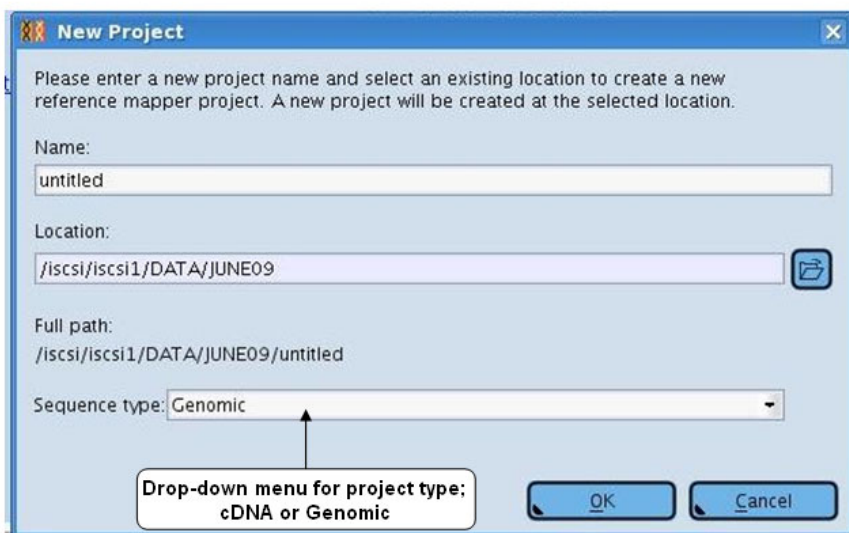 New Project
Please enter a new project name and select an existing location to create a new
reference mapper project. A new project will be created at the selected location.
Name:
untitled
Location:
/iscsi/iscsi1/DATA/JUNE09
Full path:
/iscsi/iscsi1/DATA/JUNE09/untitled
Sequence type: Genomic
Drop-down menu for project type;
cDNA or Genomic
OK
Cancel